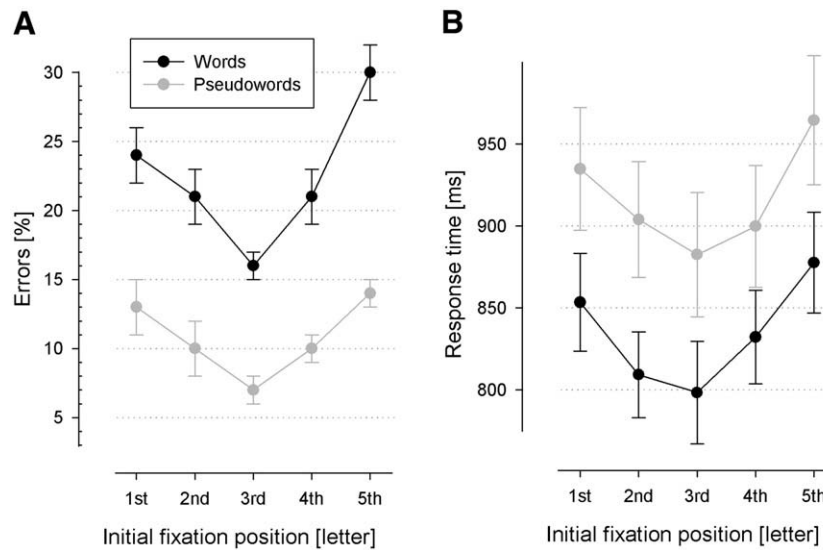 A
Words
Pseudowords
30
25
20
15
10
5
Errors [%]
1st 2nd 3rd 4th 5th
Initial fixation position [letter]
B
950
900
850
800
Response time [ms]
1st 2nd 3rd 4th 5th
Initial fixation position [letter]